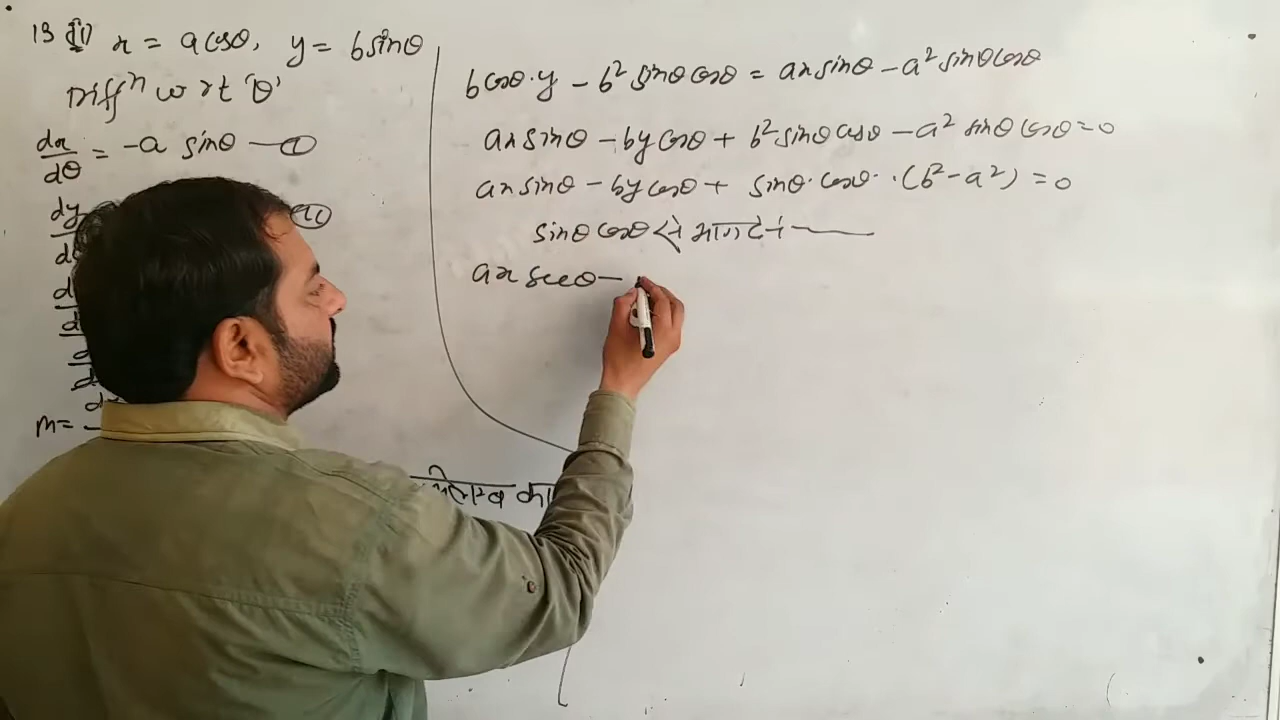 13 x = a cosθ, y = b sinθ
Diffⁿ w r t 'θ'
dx/dθ = -a sinθ — ①
dy
m=
का
b cosθ·y - b² sinθ cosθ = ax sinθ - a² sinθ cosθ
ax sinθ - by cosθ + b² sinθ cosθ - a² sinθ cosθ = 0
ax sinθ - by cosθ + sinθ · cosθ · (b² - a²) = 0
sinθ cosθ से भाग देने —
ax secθ -